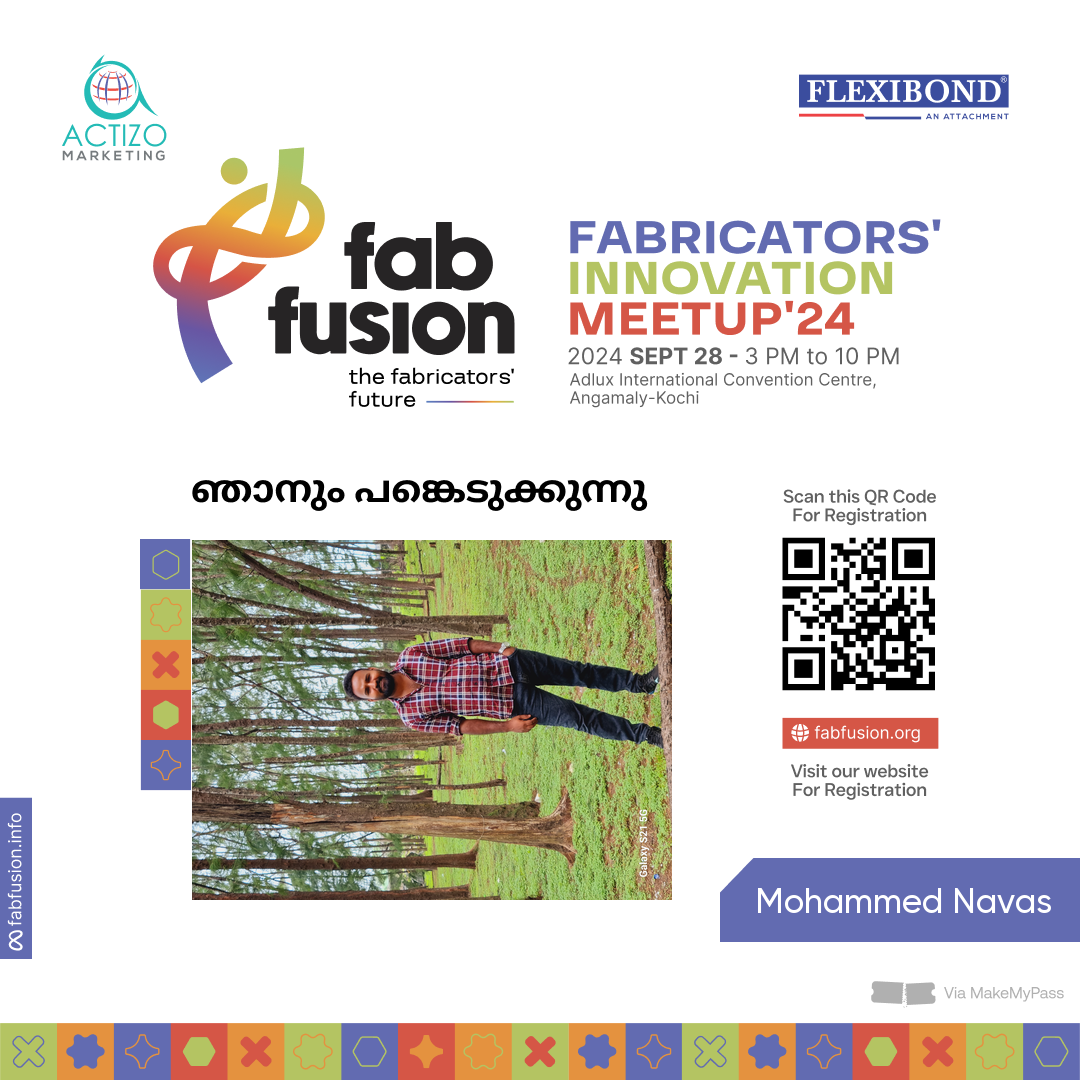 ACTIZO
MARKETING
FLEXIBOND®
AN ATTACHMENT
fab
fusion
the fabricators'
future
FABRICATORS'
INNOVATION
MEETUP'24
2024 SEPT 28 - 3 PM to 10 PM
Adlux International Convention Centre,
Angamaly-Kochi
ഞാനും പങ്കെടുക്കുന്നു
Scan this QR Code
For Registration
fabfusion.org
Visit our website
For Registration
Galaxy S21 5G
fabfusion.info
Mohammed Navas
Via MakeMyPass